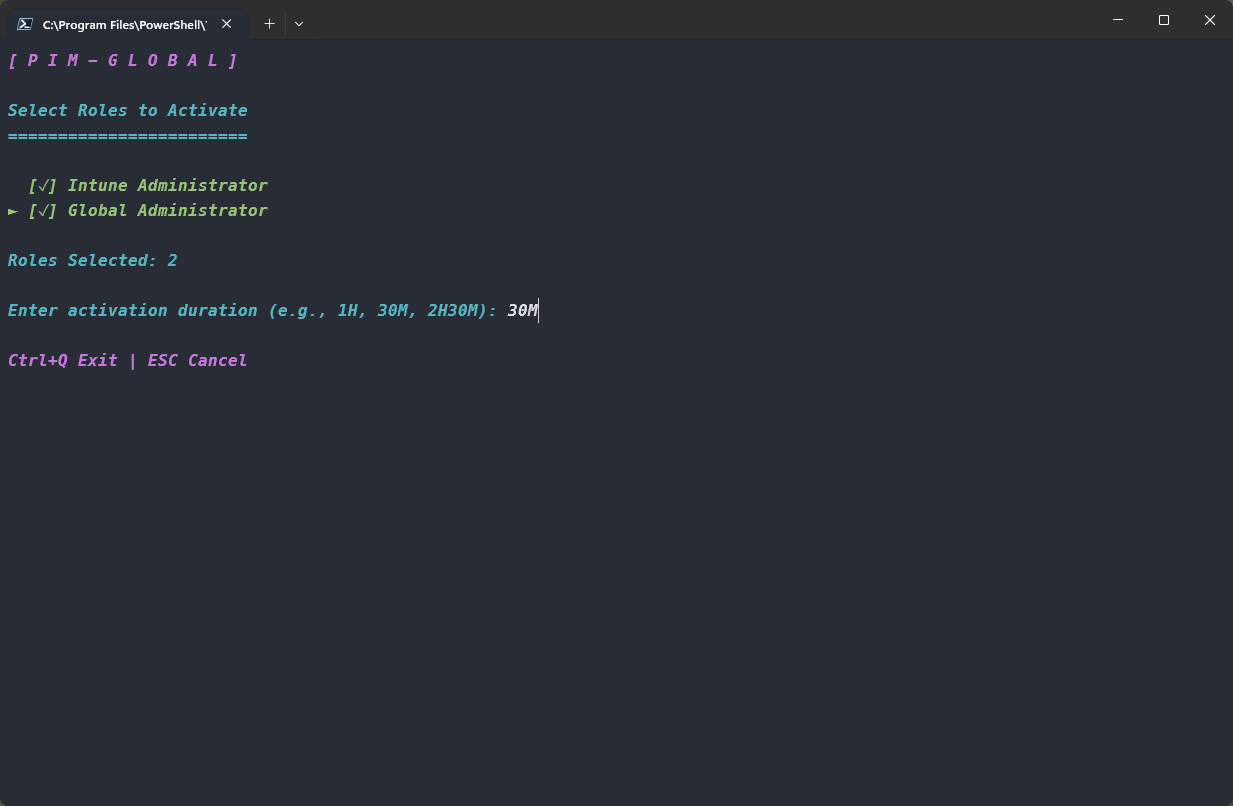 C:\Program Files\PowerShell\
[ P I M – G L O B A L ]
Select Roles to Activate
========================
[√] Intune Administrator
► [√] Global Administrator
Roles Selected: 2
Enter activation duration (e.g., 1H, 30M, 2H30M): 30M
Ctrl+Q Exit | ESC Cancel